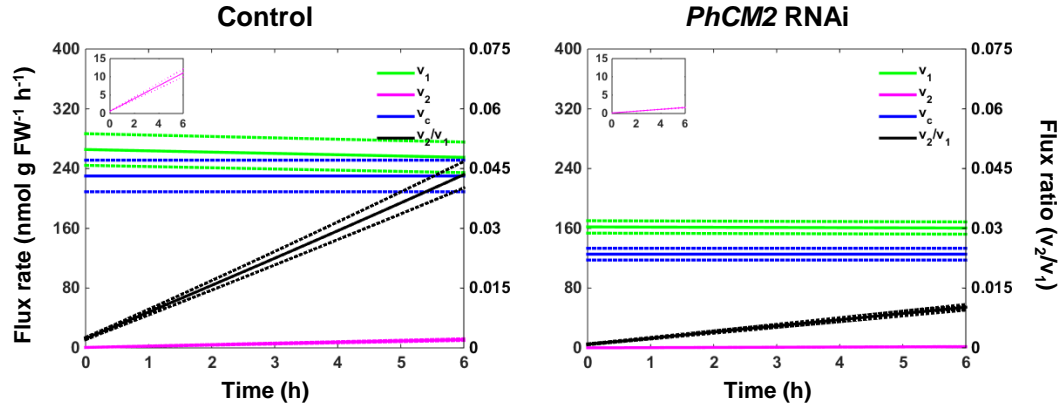 Control
PhCM2 RNAi
Flux rate (nmol g FW⁻¹ h⁻¹)
400
320
240
160
80
0
0 1 2 3 4 5 6
Time (h)
0.075
0.06
0.045
0.03
0.015
0
15
10
5
0
0 2 4 6
v₁
v₂
v_c
v₂/v₁
400
320
240
160
80
0
0 1 2 3 4 5 6
Time (h)
0.075
0.06
0.045
0.03
0.015
0
15
10
5
0
0 2 4 6
v₁
v₂
v_c
v₂/v₁
Flux ratio (v₂/v₁)